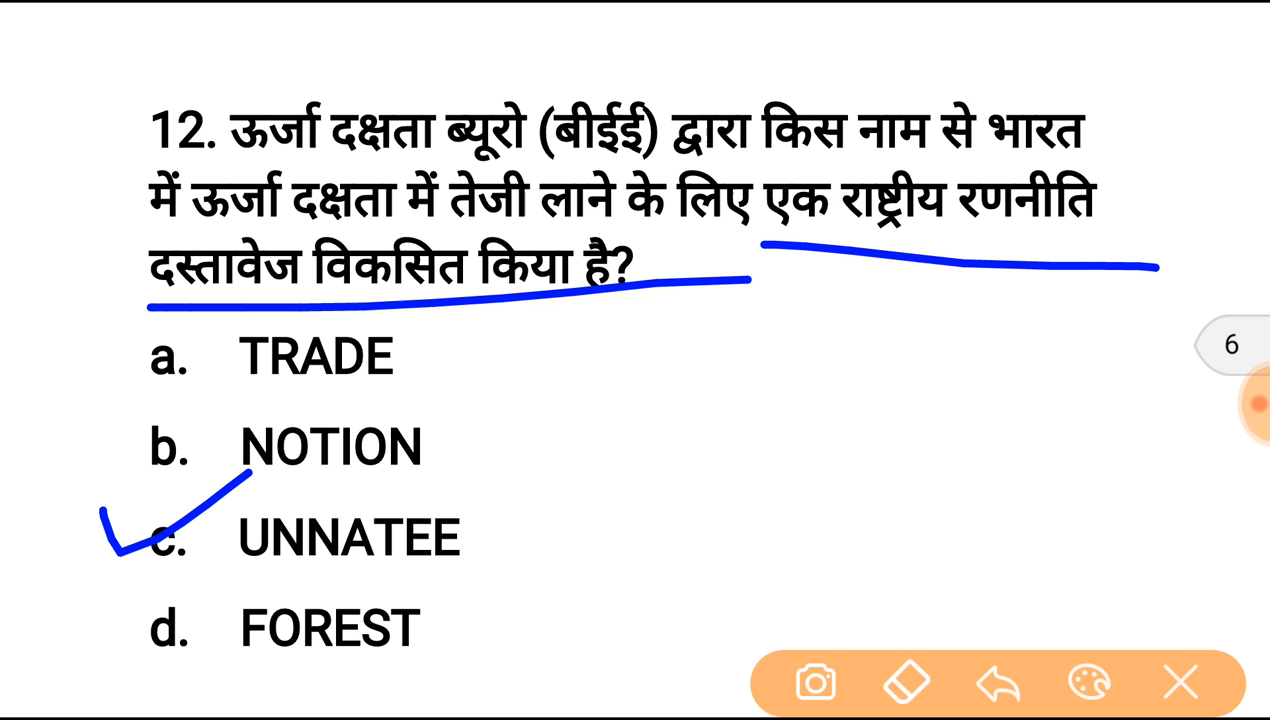 12. ऊर्जा दक्षता ब्यूरो (बीईई) द्वारा किस नाम से भारत
में ऊर्जा दक्षता में तेजी लाने के लिए एक राष्ट्रीय रणनीति
दस्तावेज विकसित किया है?
a. TRADE
6
b. NOTION
c. UNNATEE
d. FOREST